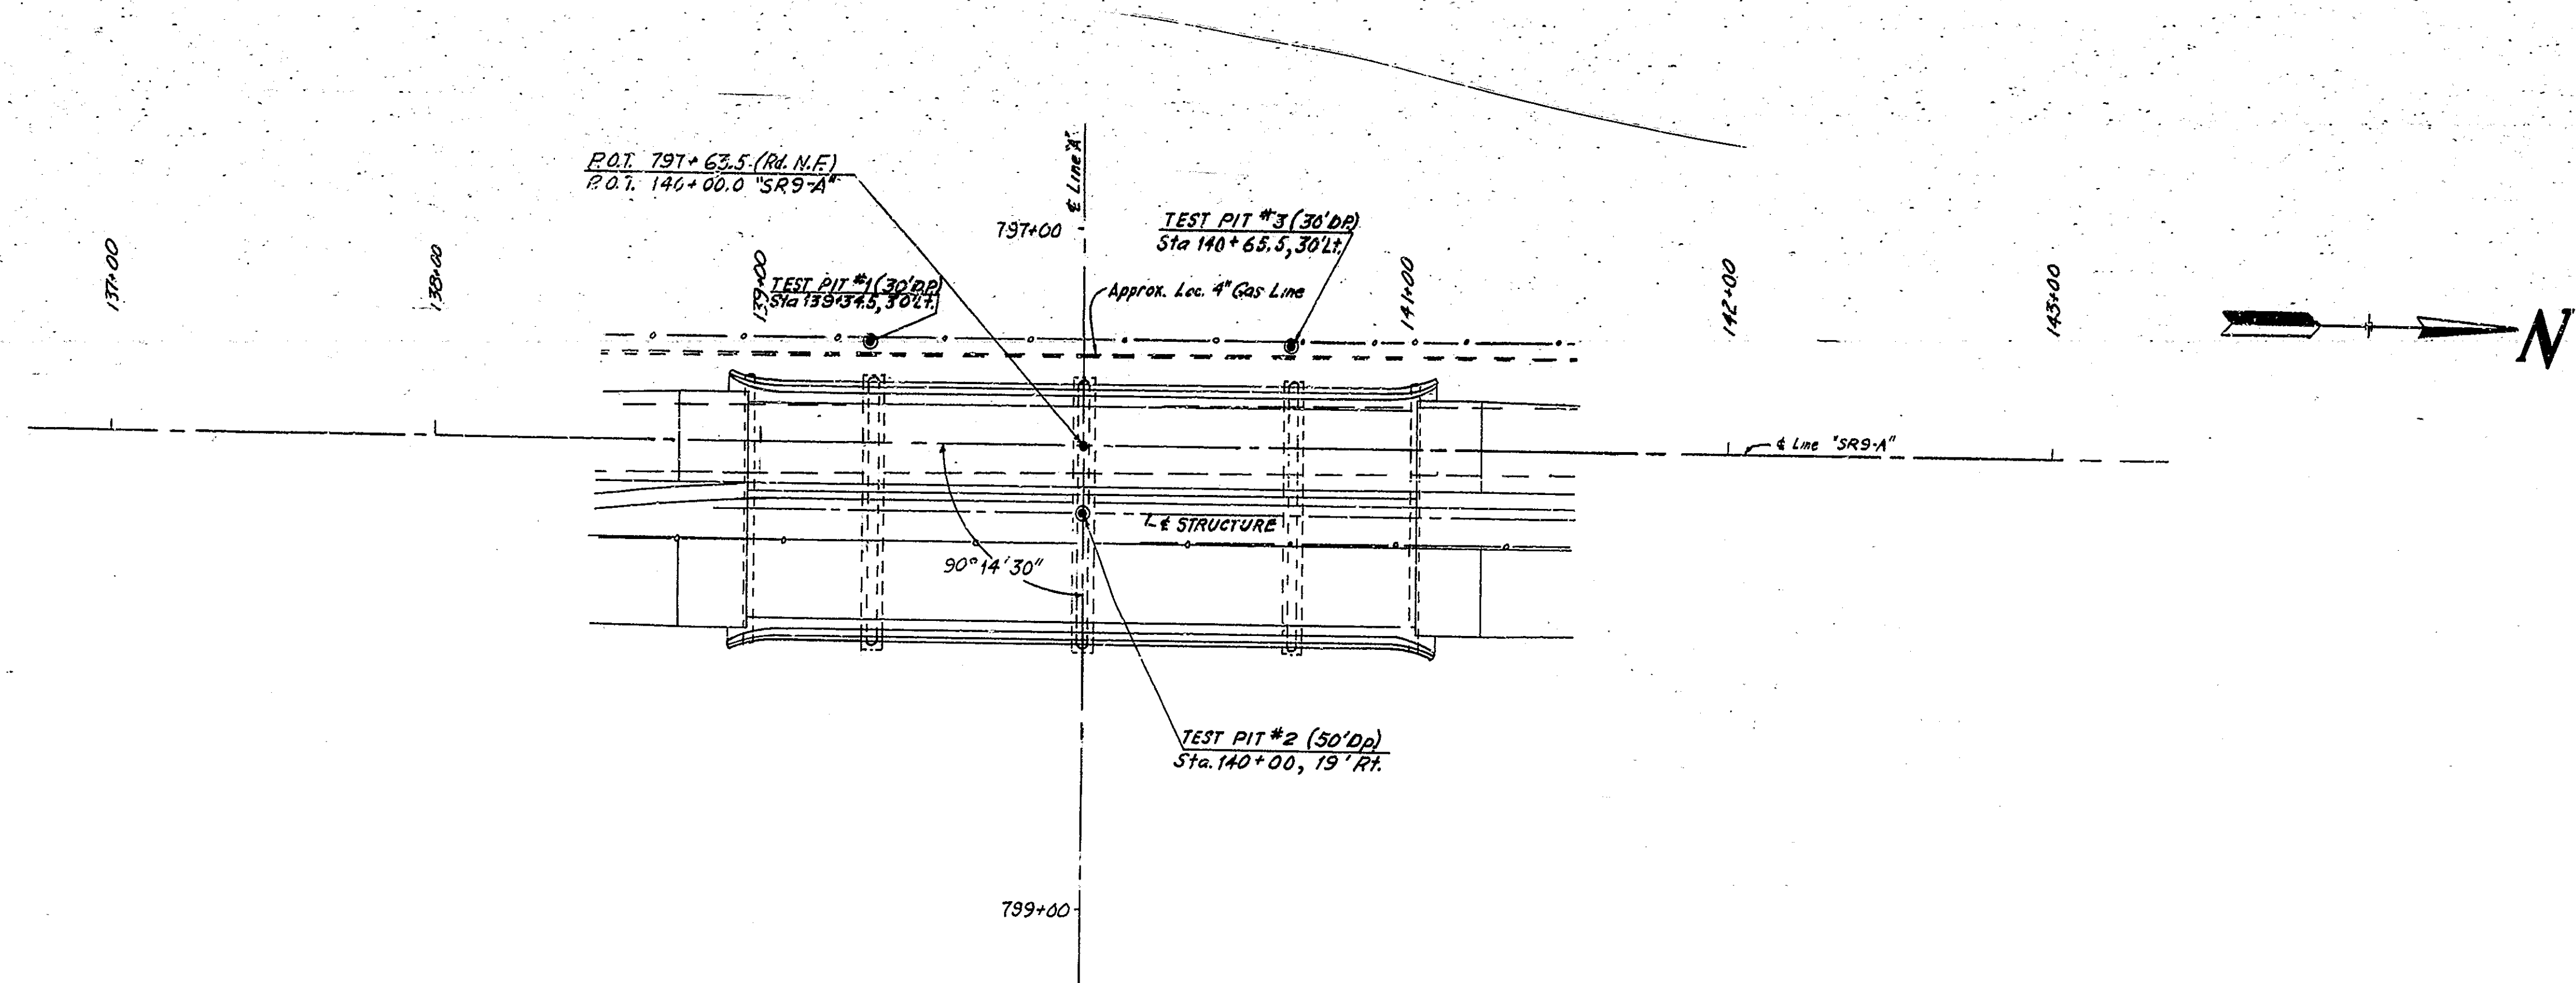 P.O.T. 797+63.5 (Rd. N.F.)
P.O.T. 140+00.0 "SR9-A"
℄ Line "A"
797+00
TEST PIT #3 (30'DP.)
Sta 140+65.5, 30'Lt.
137+00
138+00
139+00
TEST PIT #1 (30'DP.)
Sta 139+34.5, 30'Lt.
Approx. Loc. 4" Gas Line
141+00
142+00
143+00
N
℄ Line "SR9-A"
℄ STRUCTURE
90° 14' 30"
TEST PIT #2 (50'Dp.)
Sta. 140+00, 19' Rt.
799+00